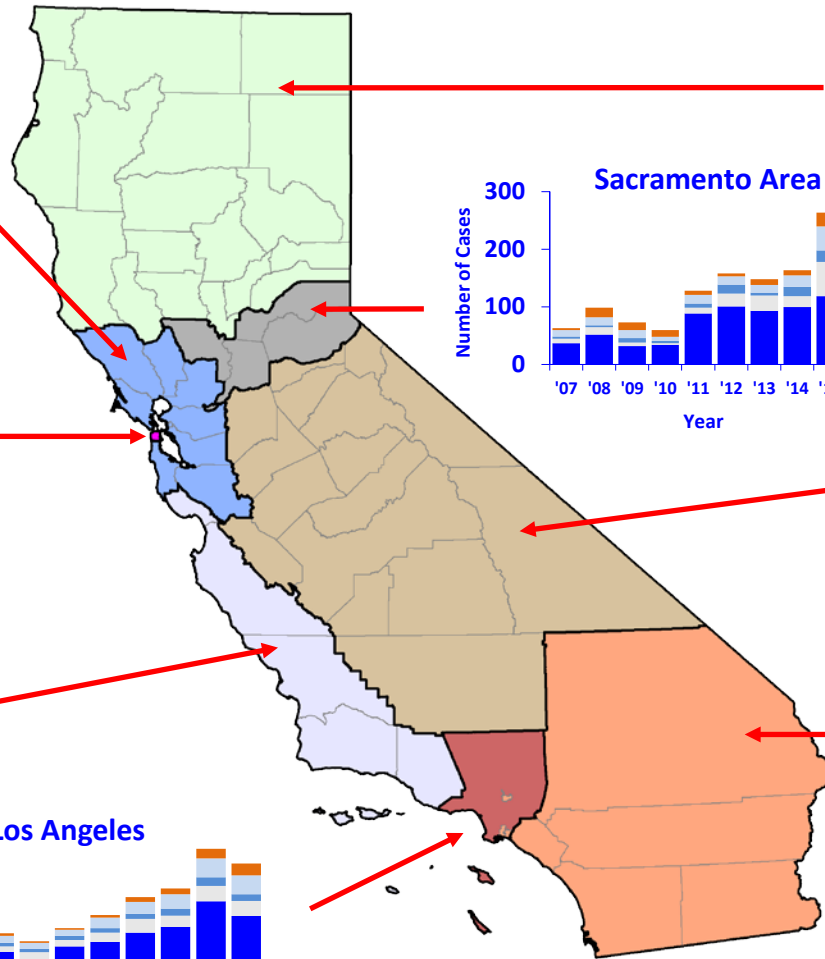 Sacramento Area
300
200
100
0
Number of Cases
'07 '08 '09 '10 '11 '12 '13 '14
Year
Los Angeles